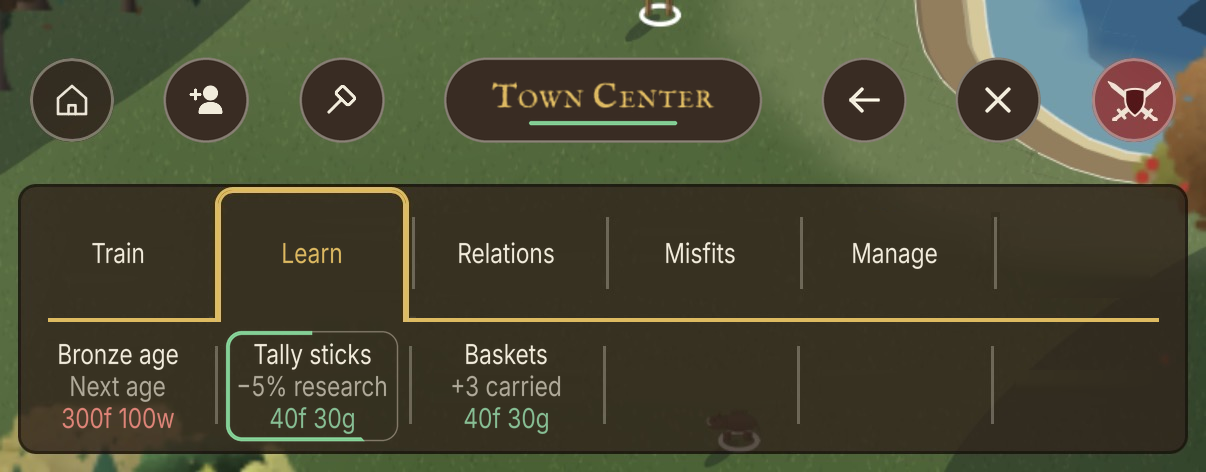 Town Center
Train
Learn
Relations
Misfits
Manage
Bronze age
Next age
300f 100w
Tally sticks
−5% research
40f 30g
Baskets
+3 carried
40f 30g